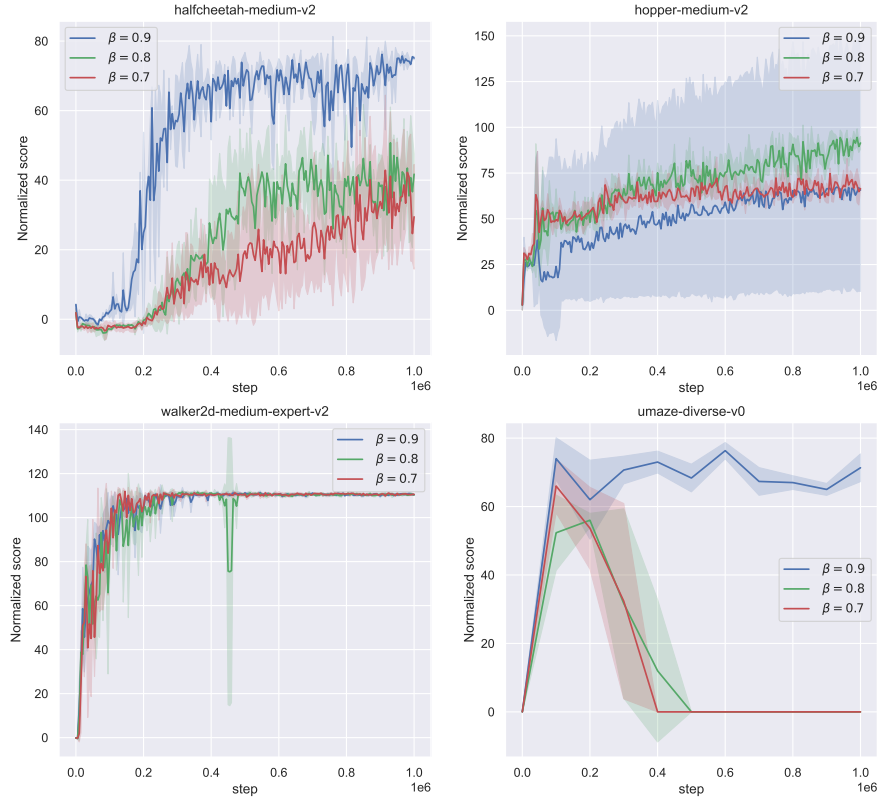 halfcheetah-medium-v2
β = 0.9
β = 0.8
β = 0.7
Normalized score
80
60
40
20
0
0.0 0.2 0.4 0.6 0.8 1.0
step
1e6
hopper-medium-v2
β = 0.9
β = 0.8
β = 0.7
Normalized score
150
125
100
75
50
25
0
0.0 0.2 0.4 0.6 0.8 1.0
step
1e6
walker2d-medium-expert-v2
β = 0.9
β = 0.8
β = 0.7
Normalized score
140
120
100
80
60
40
20
0
0.0 0.2 0.4 0.6 0.8 1.0
step
1e6
umaze-diverse-v0
β = 0.9
β = 0.8
β = 0.7
Normalized score
80
60
40
20
0
0.0 0.2 0.4 0.6 0.8 1.0
step
1e6